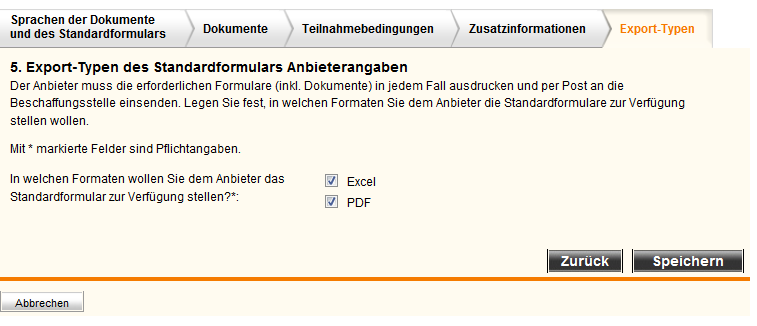 Sprachen der Dokumente
und des Standardformulars
Dokumente
Teilnahmebedingungen
Zusatzinformationen
Export-Typen
5. Export-Typen des Standardformulars Anbieterangaben
Der Anbieter muss die erforderlichen Formulare (inkl. Dokumente) in jedem Fall ausdrucken und per Post an die
Beschaffungsstelle einsenden. Legen Sie fest, in welchen Formaten Sie dem Anbieter die Standardformulare zur Verfügung
stellen wollen.
Mit * markierte Felder sind Pflichtangaben.
In welchen Formaten wollen Sie dem Anbieter das
Standardformular zur Verfügung stellen?*:
Excel
PDF
Zurück
Speichern
Abbrechen